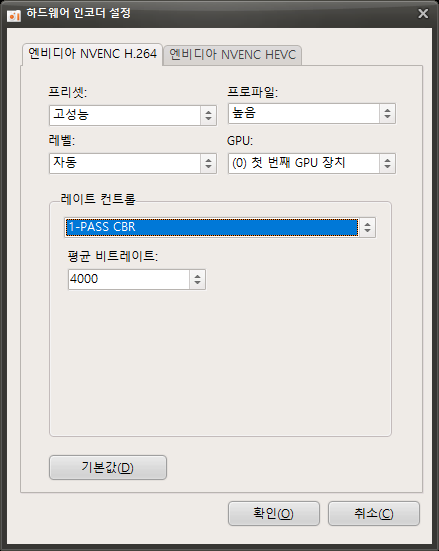 하드웨어 인코더 설정
엔비디아 NVENC H.264 엔비디아 NVENC HEVC
프리셋: 프로파일:
고성능 높음
레벨: GPU:
자동 (0) 첫 번째 GPU 장치
레이트 컨트롤
1-PASS CBR
평균 비트레이트:
4000
기본값(D)
확인(O) 취소(C)